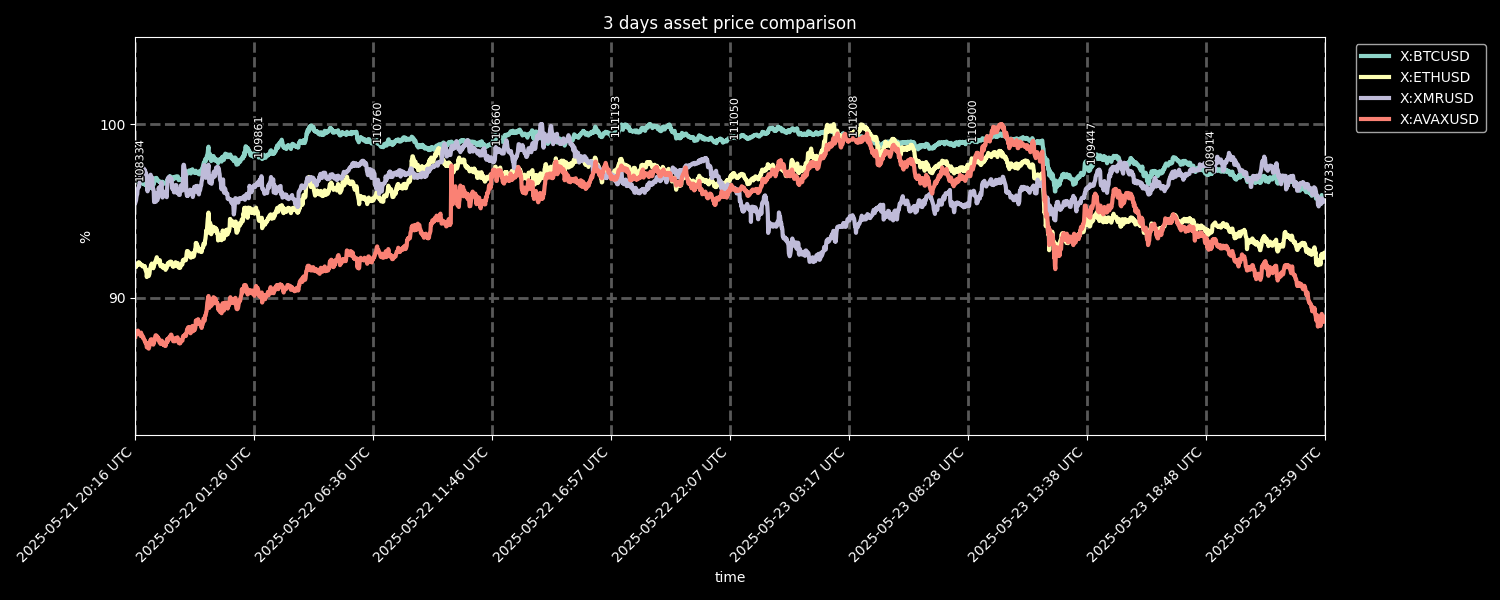 3 days asset price comparison
X:BTCUSD
X:ETHUSD
X:XMRUSD
X:AVAXUSD
%
100
90
108334
109861
110760
110660
111193
111050
111208
110900
109447
108914
107330
2025-05-21 20:16 UTC
2025-05-22 01:26 UTC
2025-05-22 06:36 UTC
2025-05-22 11:46 UTC
2025-05-22 16:57 UTC
2025-05-22 22:07 UTC
2025-05-23 03:17 UTC
2025-05-23 08:28 UTC
2025-05-23 13:38 UTC
2025-05-23 18:48 UTC
2025-05-23 23:59 UTC
time